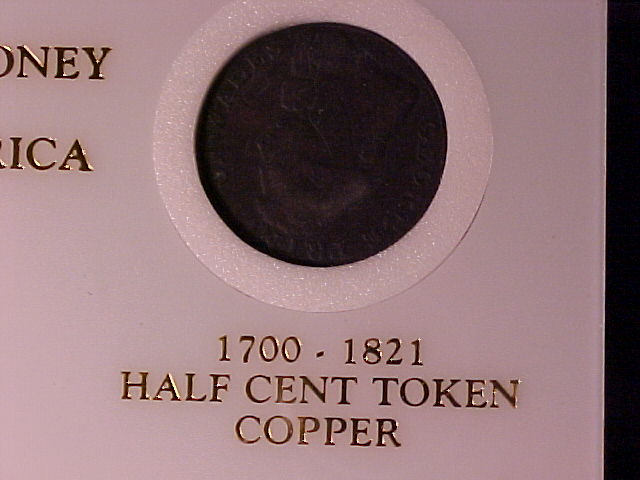 ONEY
RICA
1700 - 1821
HALF CENT TOKEN
COPPER